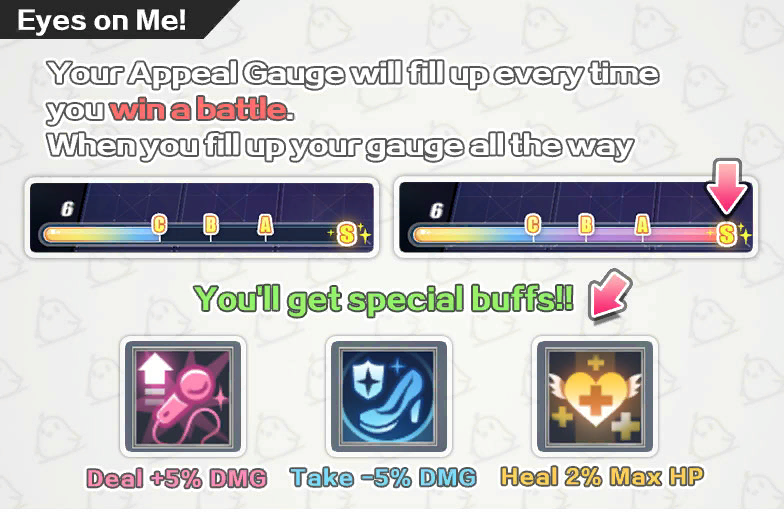 Eyes on Me!
Your Appeal Gauge will fill up every time
you win a battle.
When you fill up your gauge all the way
6 C B A S
6 C B A S
You'll get special buffs!!
Deal +5% DMG
Take -5% DMG
Heal 2% Max HP